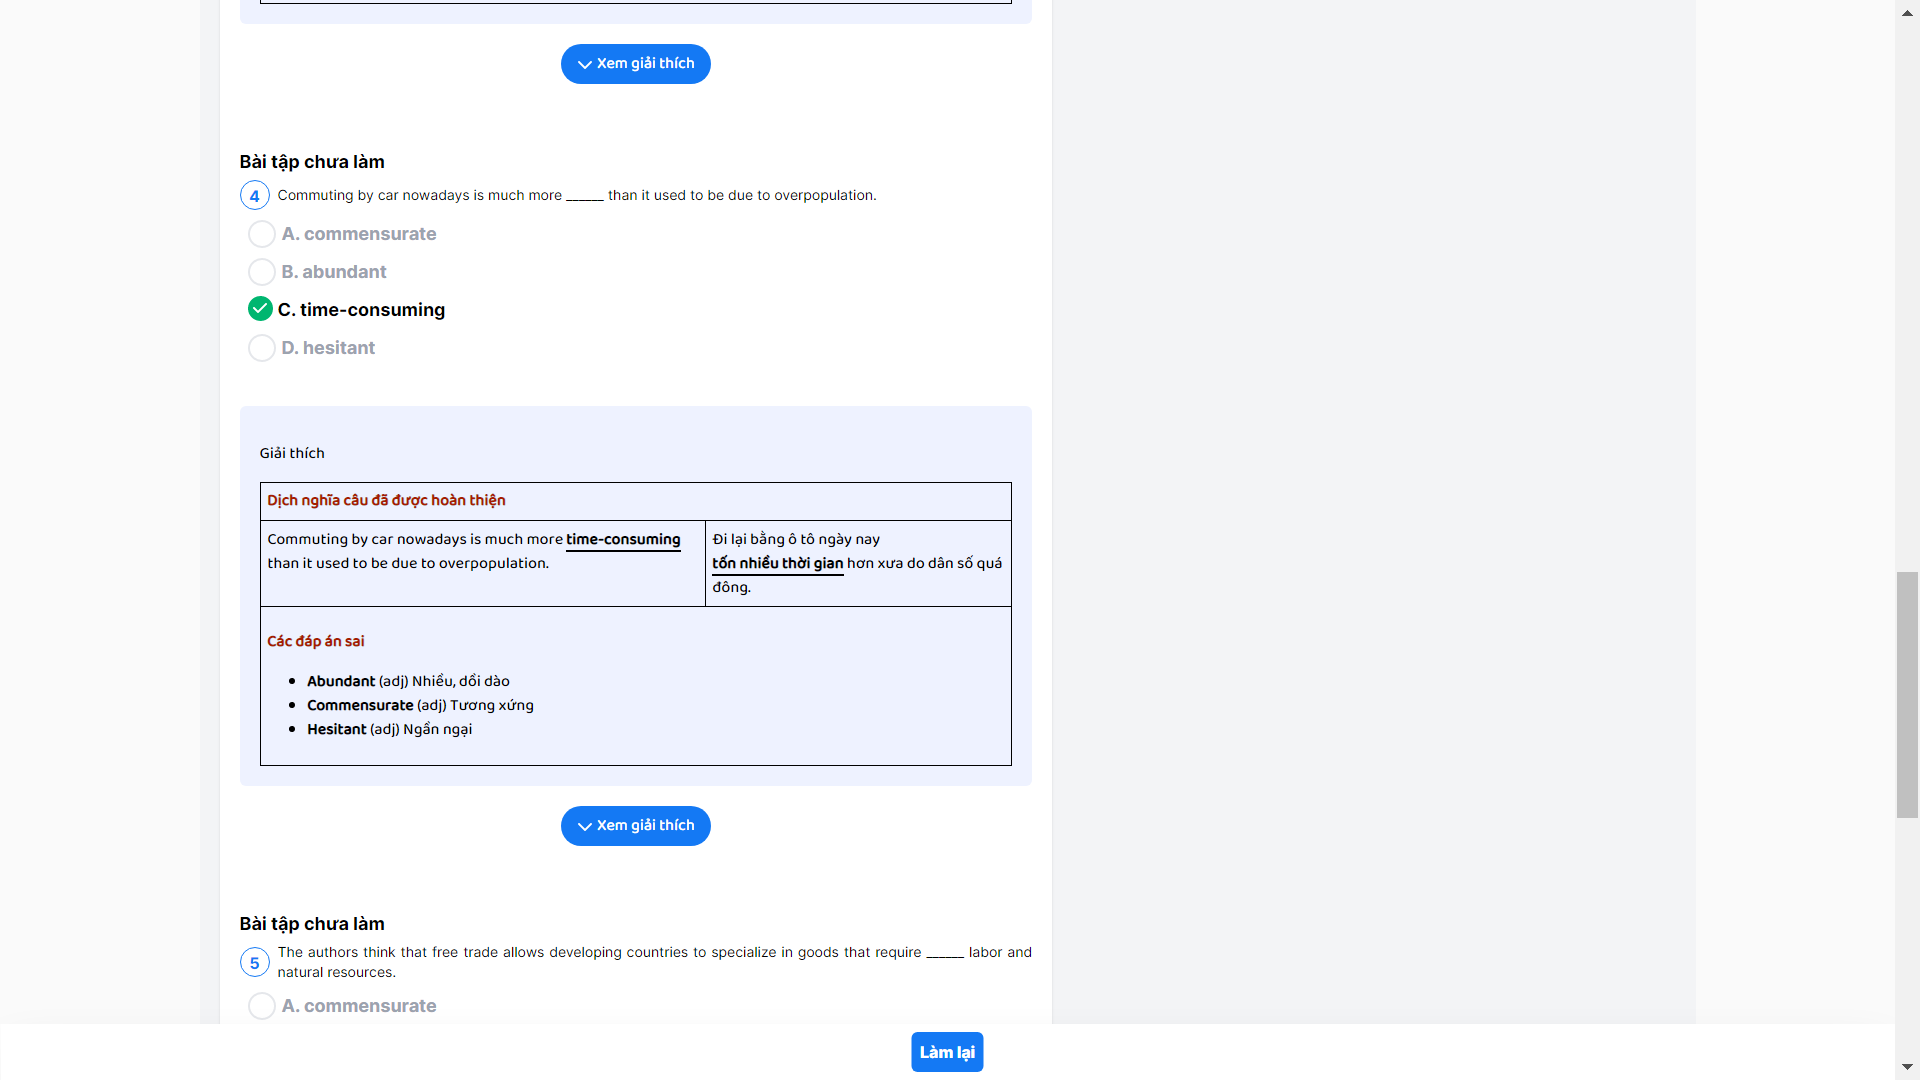 Xem giải thích
Bài tập chưa làm
4 Commuting by car nowadays is much more ______ than it used to be due to overpopulation.
A. commensurate
B. abundant
C. time-consuming
D. hesitant
Giải thích
Dịch nghĩa câu đã được hoàn thiện
Commuting by car nowadays is much more time-consuming
than it used to be due to overpopulation.
Đi lại bằng ô tô ngày nay
tốn nhiều thời gian hơn xưa do dân số quá
đông.
Các đáp án sai
Abundant (adj) Nhiều, dồi dào
Commensurate (adj) Tương xứng
Hesitant (adj) Ngần ngại
Xem giải thích
Bài tập chưa làm
5 The authors think that free trade allows developing countries to specialize in goods that require ______ labor and
natural resources.
A. commensurate
Làm lại